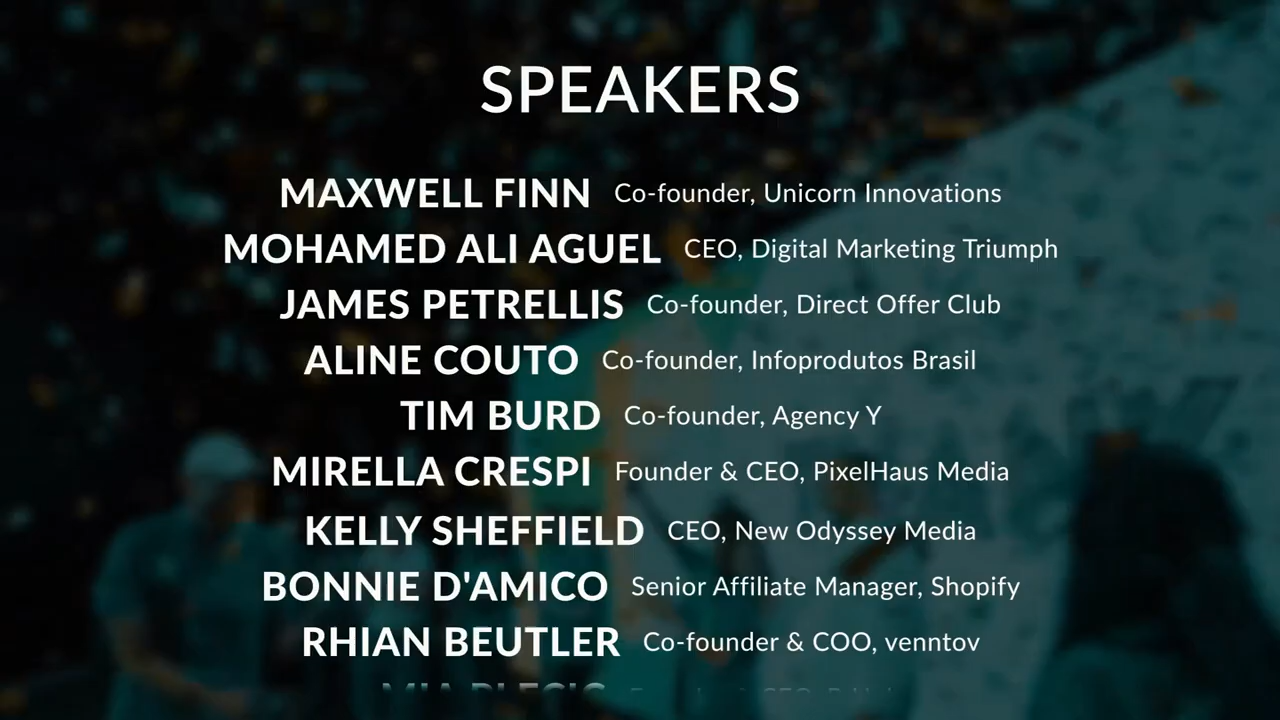 SPEAKERS
MAXWELL FINN Co-founder, Unicorn Innovations
MOHAMED ALI AGUEL CEO, Digital Marketing Triumph
JAMES PETRELLIS Co-founder, Direct Offer Club
ALINE COUTO Co-founder, Infoprodutos Brasil
TIM BURD Co-founder, Agency Y
MIRELLA CRESPI Founder & CEO, PixelHaus Media
KELLY SHEFFIELD CEO, New Odyssey Media
BONNIE D'AMICO Senior Affiliate Manager, Shopify
RHIAN BEUTLER Co-founder & COO, venntov